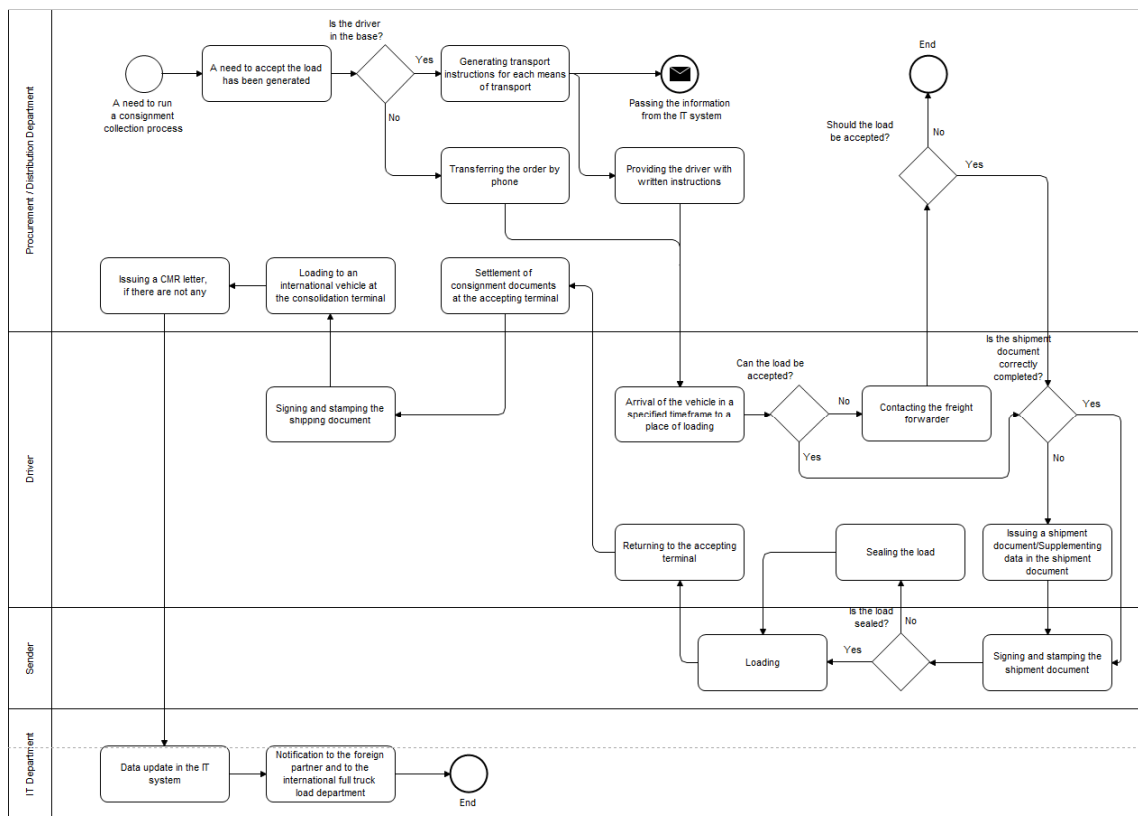 Procurement / Distribution Department
Is the driver
in the base?
End
A need to accept the load
has been generated
Yes
Generating transport
instructions for each means
of transport
A need to run
a consignment
collection process
Passing the information
from the IT system
No
Should the load
be accepted?
No
Yes
Transferring the order by
phone
Providing the driver with
written instructions
Issuing a CMR letter,
if there are not any
Loading to an
international vehicle at
the consolidation terminal
Settlement of
consignment documents
at the accepting terminal
Driver
Is the shipment
document
correctly
completed?
Can the load be
accepted?
Signing and stamping the
shipping document
Arrival of the vehicle in a
specified timeframe to a
place of loading
No
Contacting the freight
forwarder
Yes
Yes
No
Returning to the accepting
terminal
Sealing the load
Issuing a shipment
document/Supplementing
data in the shipment
document
Sender
Is the load
sealed?
No
Loading
Yes
Signing and stamping the
shipment document
IT Department
Data update in the IT
system
Notification to the foreign
partner and to the
international full truck
load department
End